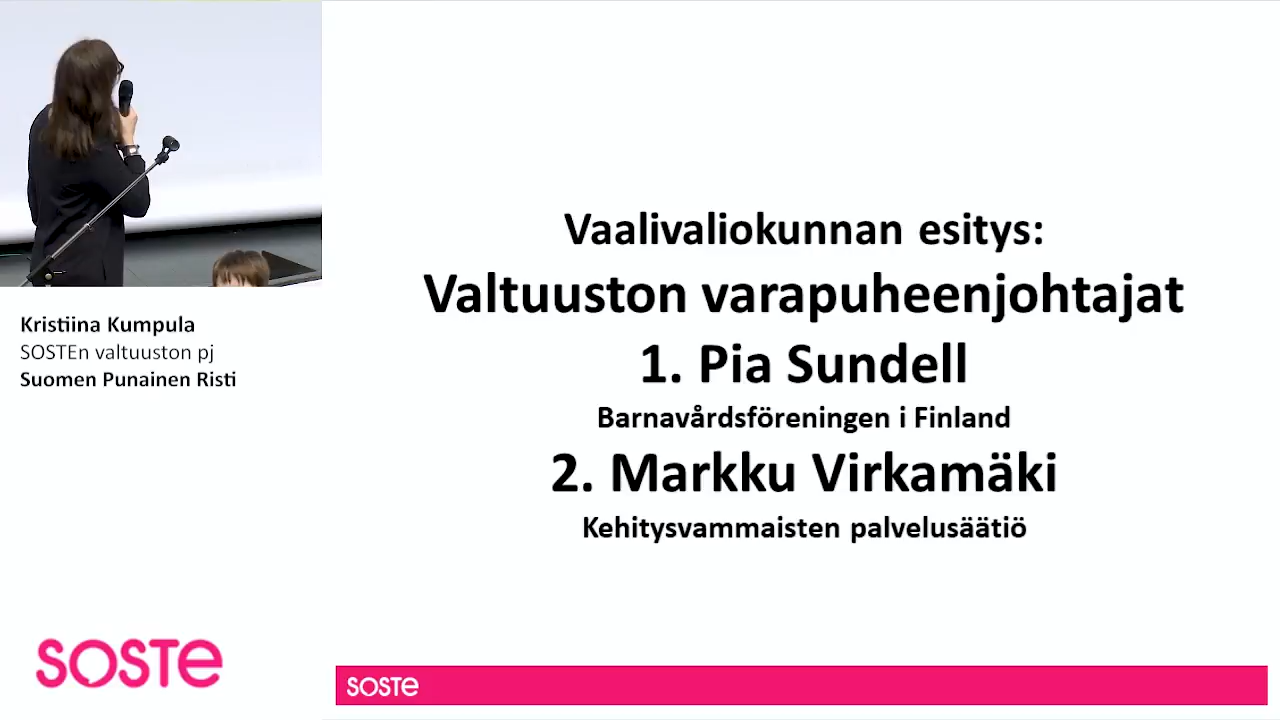 Kristiina Kumpula
SOSTEn valtuuston pj
Suomen Punainen Risti
Vaalivaliokunnan esitys:
Valtuuston varapuheenjohtajat
1. Pia Sundell
Barnavårdsföreningen i Finland
2. Markku Virkamäki
Kehitysvammaisten palvelusäätiö
SOSTE
SOSTE